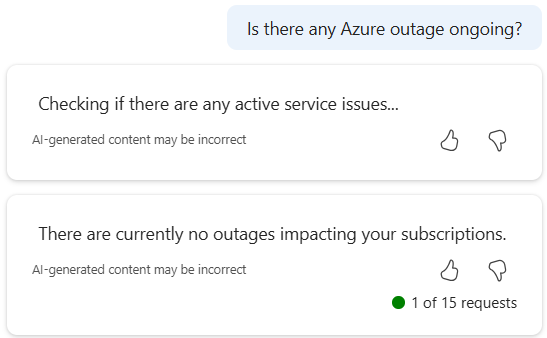 Is there any Azure outage ongoing?
Checking if there are any active service issues...
AI-generated content may be incorrect
There are currently no outages impacting your subscriptions.
AI-generated content may be incorrect
1 of 15 requests